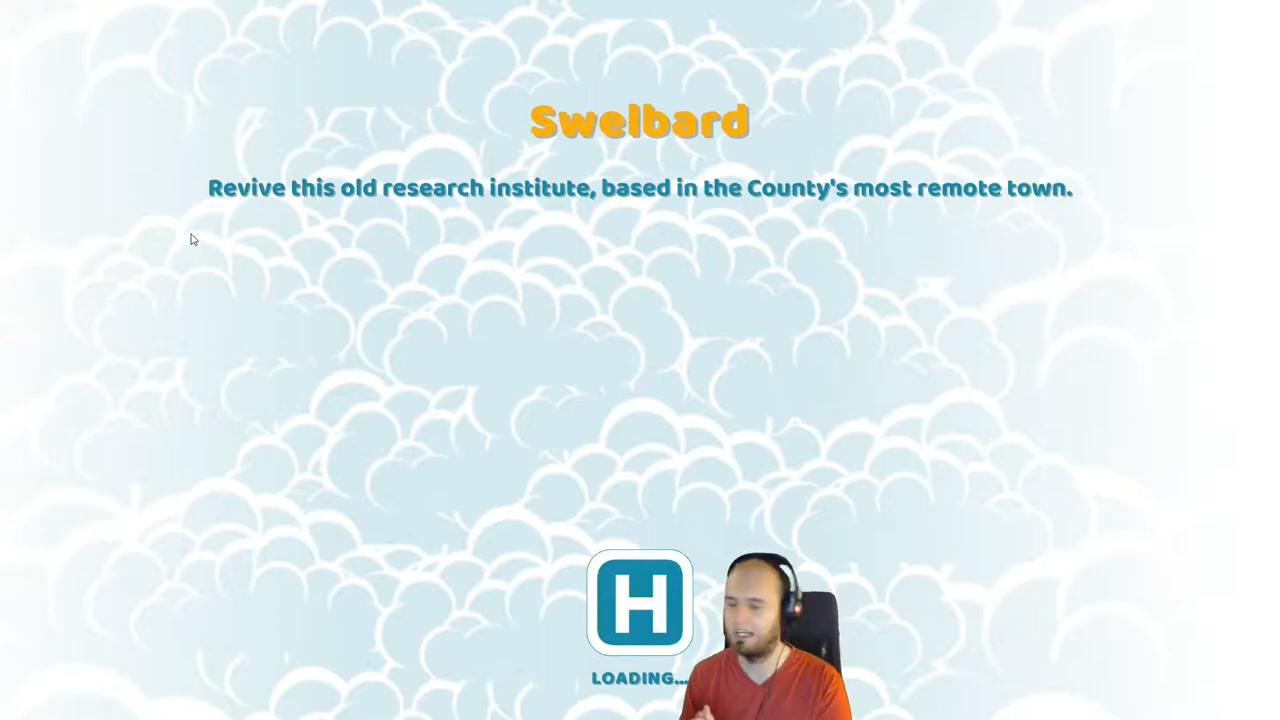 Swelbard
Revive this old research institute, based in the County's most remote town.
H
LOADING...